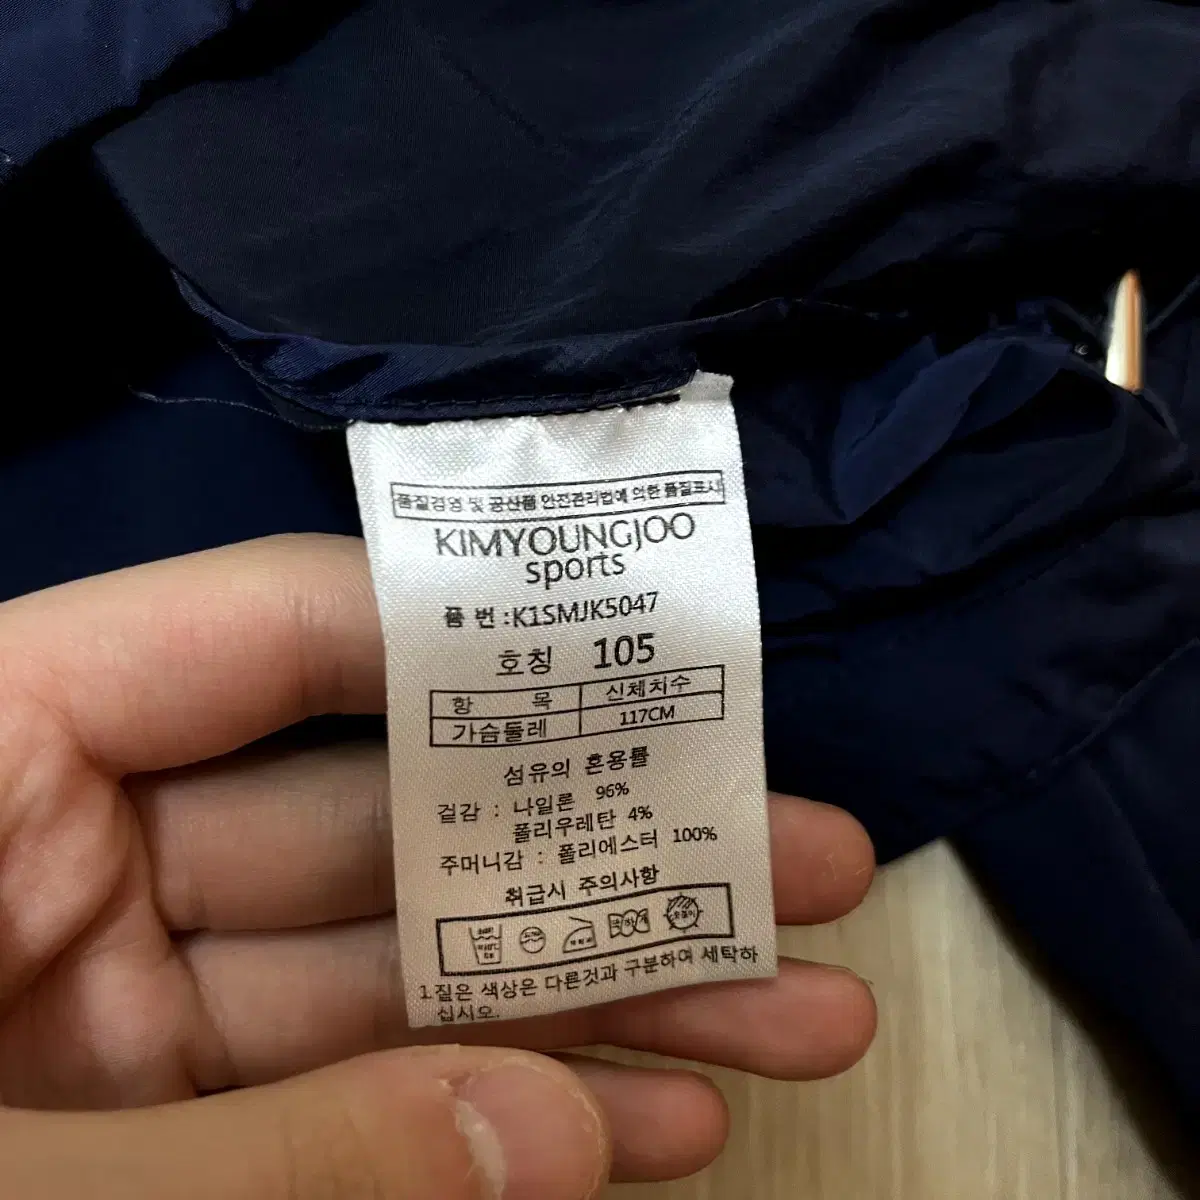 품질경영 및 공산품 안전관리법에 의한 품질표시
KIMYOUNGJOO
sports
품 번 :K1SMJK5047
호칭 105
항 목 신체치수
가슴둘레 117CM
섬유의 혼용률
겉감 : 나일론 96%
폴리우레탄 4%
주머니감 : 폴리에스터 100%
취급시 주의사항
1.짙은 색상은 다른것과 구분하여 세탁하
십시오.